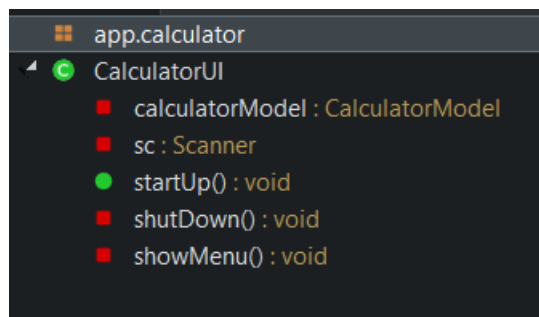 app.calculator
C CalculatorUI
calculatorModel : CalculatorModel
sc : Scanner
startUp() : void
shutDown() : void
showMenu() : void